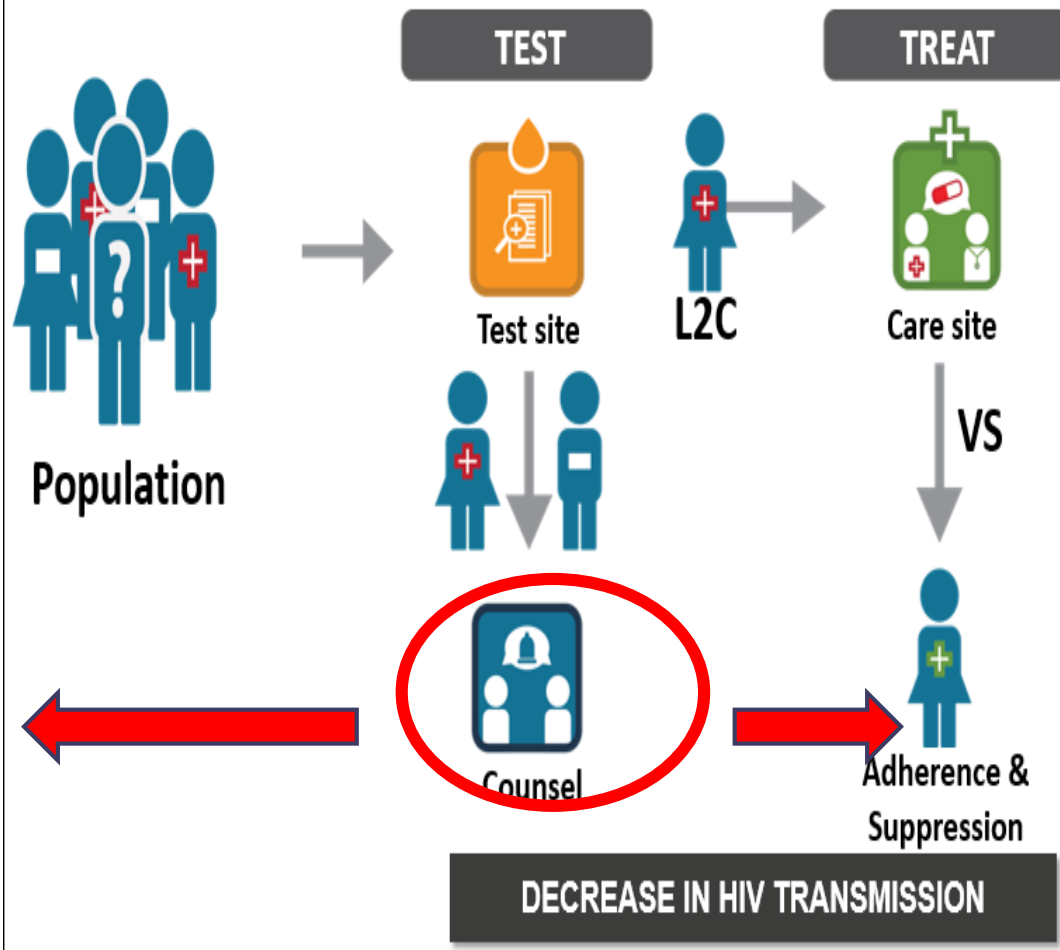 TEST
TREAT
?
Test site
L2C
Care site
VS
Population
Counsel
Adherence &
Suppression
DECREASE IN HIV TRANSMISSION